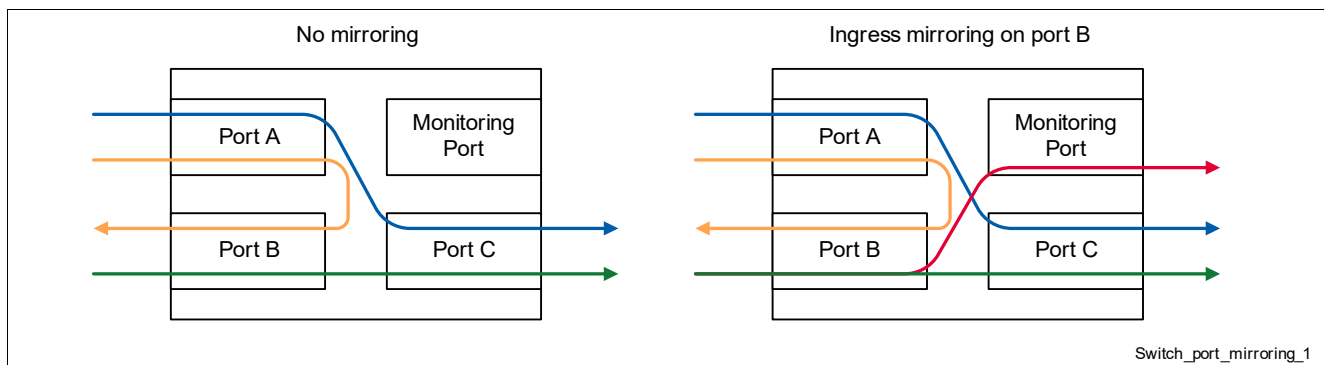 No mirroring
Port A
Monitoring
Port
Port B
Port C
Ingress mirroring on port B
Port A
Monitoring
Port
Port B
Port C
Switch_port_mirroring_1